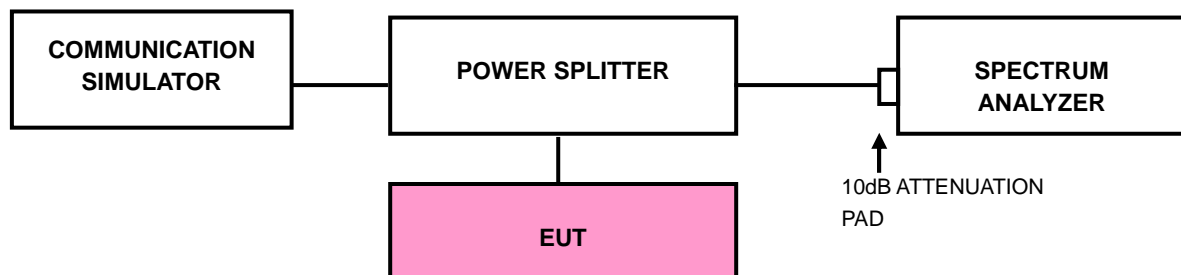 COMMUNICATION
SIMULATOR
POWER SPLITTER
SPECTRUM
ANALYZER
10dB ATTENUATION
PAD
EUT